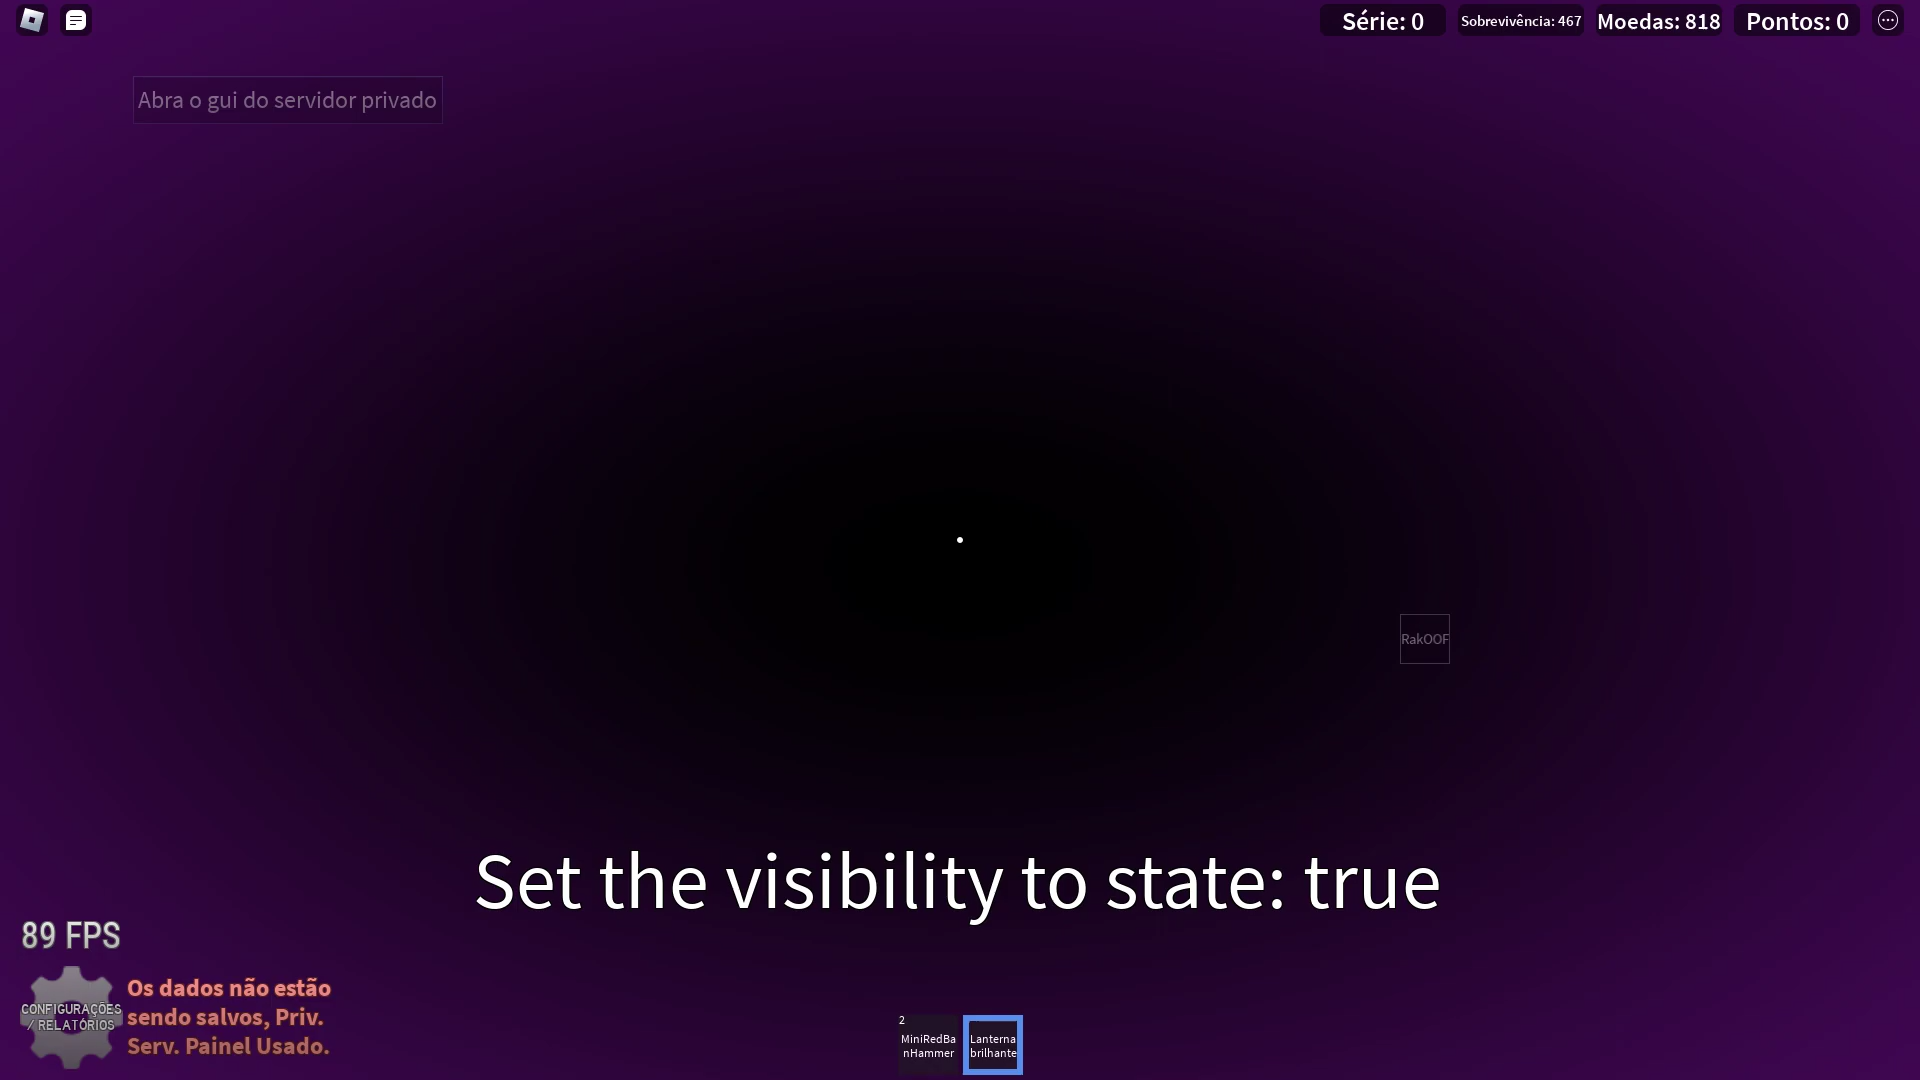 Série: 0
Sobrevivência: 467
Moedas: 818
Pontos: 0
Abra o gui do servidor privado
RakOOF
Set the visibility to state: true
89 FPS
CONFIGURAÇÕES
/ RELATÓRIOS
Os dados não estão
sendo salvos, Priv.
Serv. Painel Usado.
2
MiniRedBa
nHammer
Lanterna
brilhante